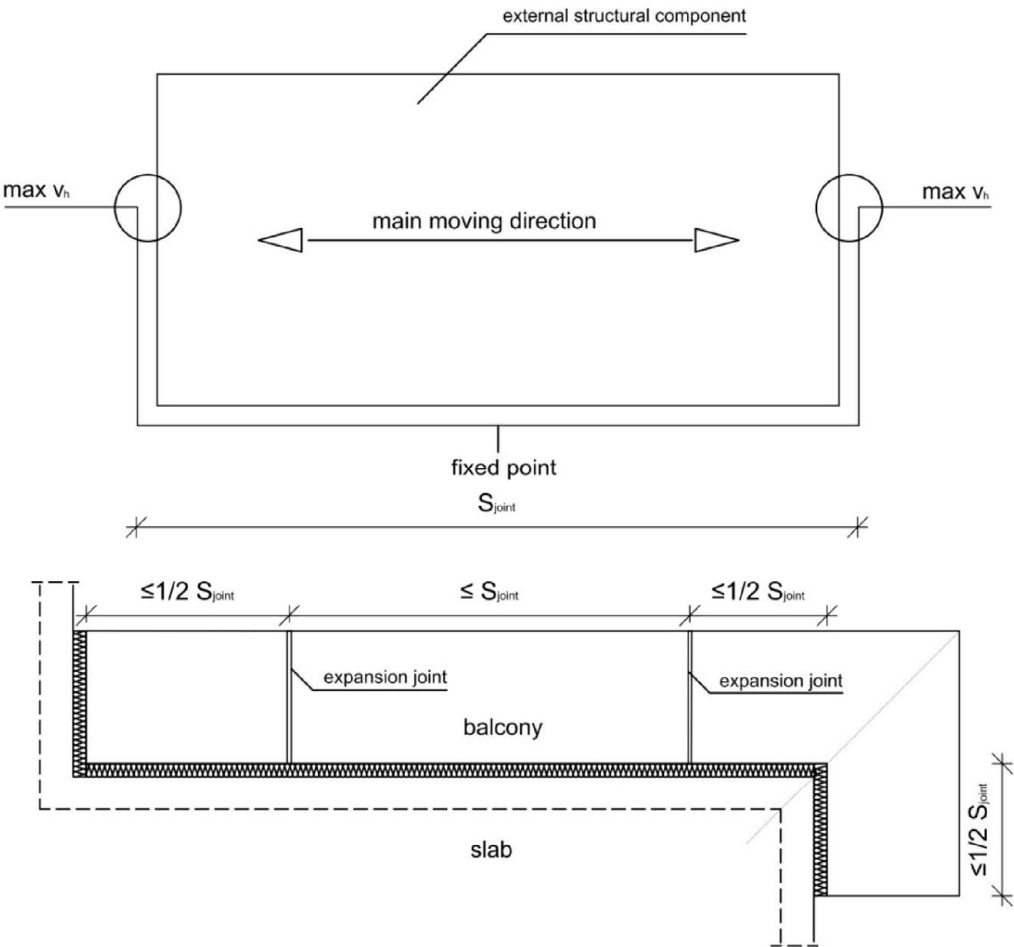 external structural component
max vₕ
max vₕ
main moving direction
fixed point
Sjoint
≤1/2 Sjoint
≤ Sjoint
≤1/2 Sjoint
expansion joint
expansion joint
balcony
slab
≤1/2 Sjoint